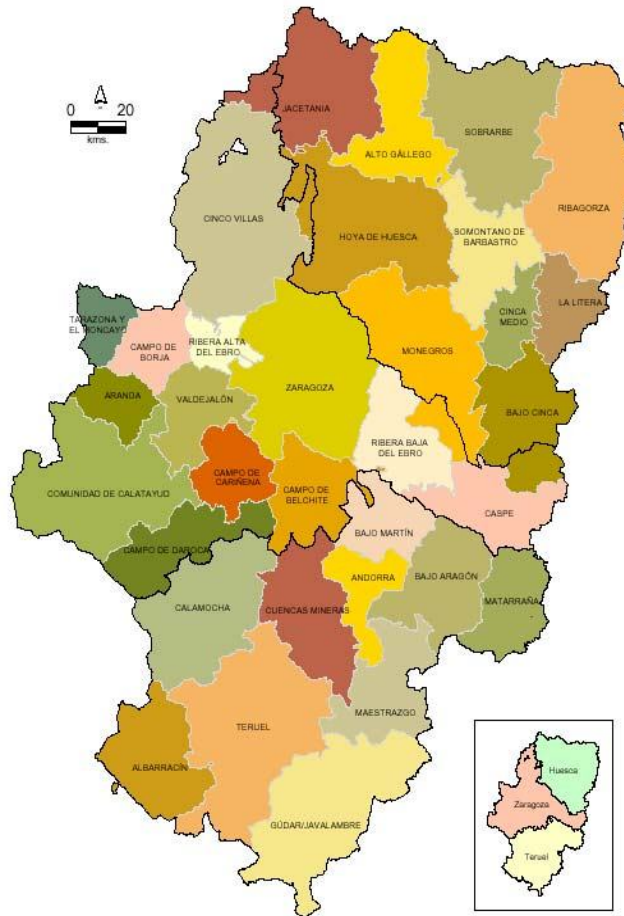 0 20
kms.
JACETANIA
ALTO GÁLLEGO
SOBRARBE
RIBAGORZA
CINCO VILLAS
HOYA DE HUESCA
SOMONTANO DE
BARBASTRO
TARAZONA Y
EL MONCAYO
CAMPO DE
BORJA
RIBERA ALTA
DEL EBRO
ZARAGOZA
MONEGROS
CINCA
MEDIO
LA LITERA
ARANDA
VALDEJALÓN
BAJO CINCA
RIBERA BAJA
DEL EBRO
COMUNIDAD DE CALATAYUD
CAMPO DE
CARIÑENA
CAMPO DE
BELCHITE
CASPE
CAMPO DE DAROCA
BAJO MARTÍN
CALAMOCHA
CUENCAS MINERAS
ANDORRA
BAJO ARAGÓN
MATARRAÑA
TERUEL
MAESTRAZGO
ALBARRACÍN
GÚDAR/JAVALAMBRE
Huesca
Zaragoza
Teruel